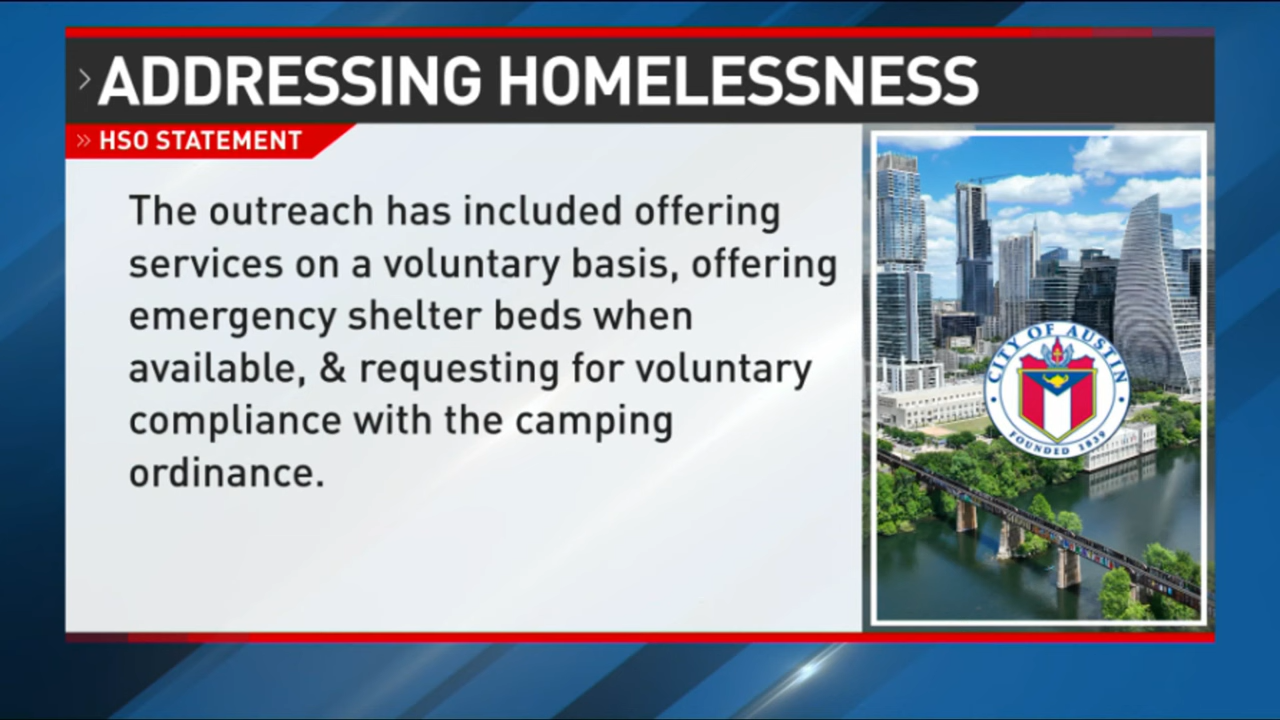 ADDRESSING HOMELESSNESS
HSO STATEMENT
The outreach has included offering
services on a voluntary basis, offering
emergency shelter beds when
available, & requesting for voluntary
compliance with the camping
ordinance.
CITY OF AUSTIN
FOUNDED 1839